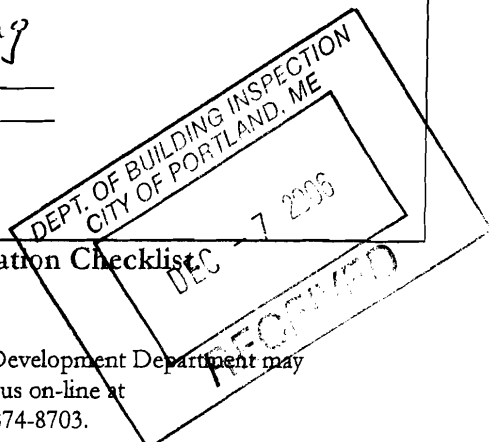 g
DEPT. OF BUILDING INSPECTION
CITY OF PORTLAND, ME
DEC - 7 2006
RECEIVED
ation Checklist.
Development Department may
us on-line at
874-8703.